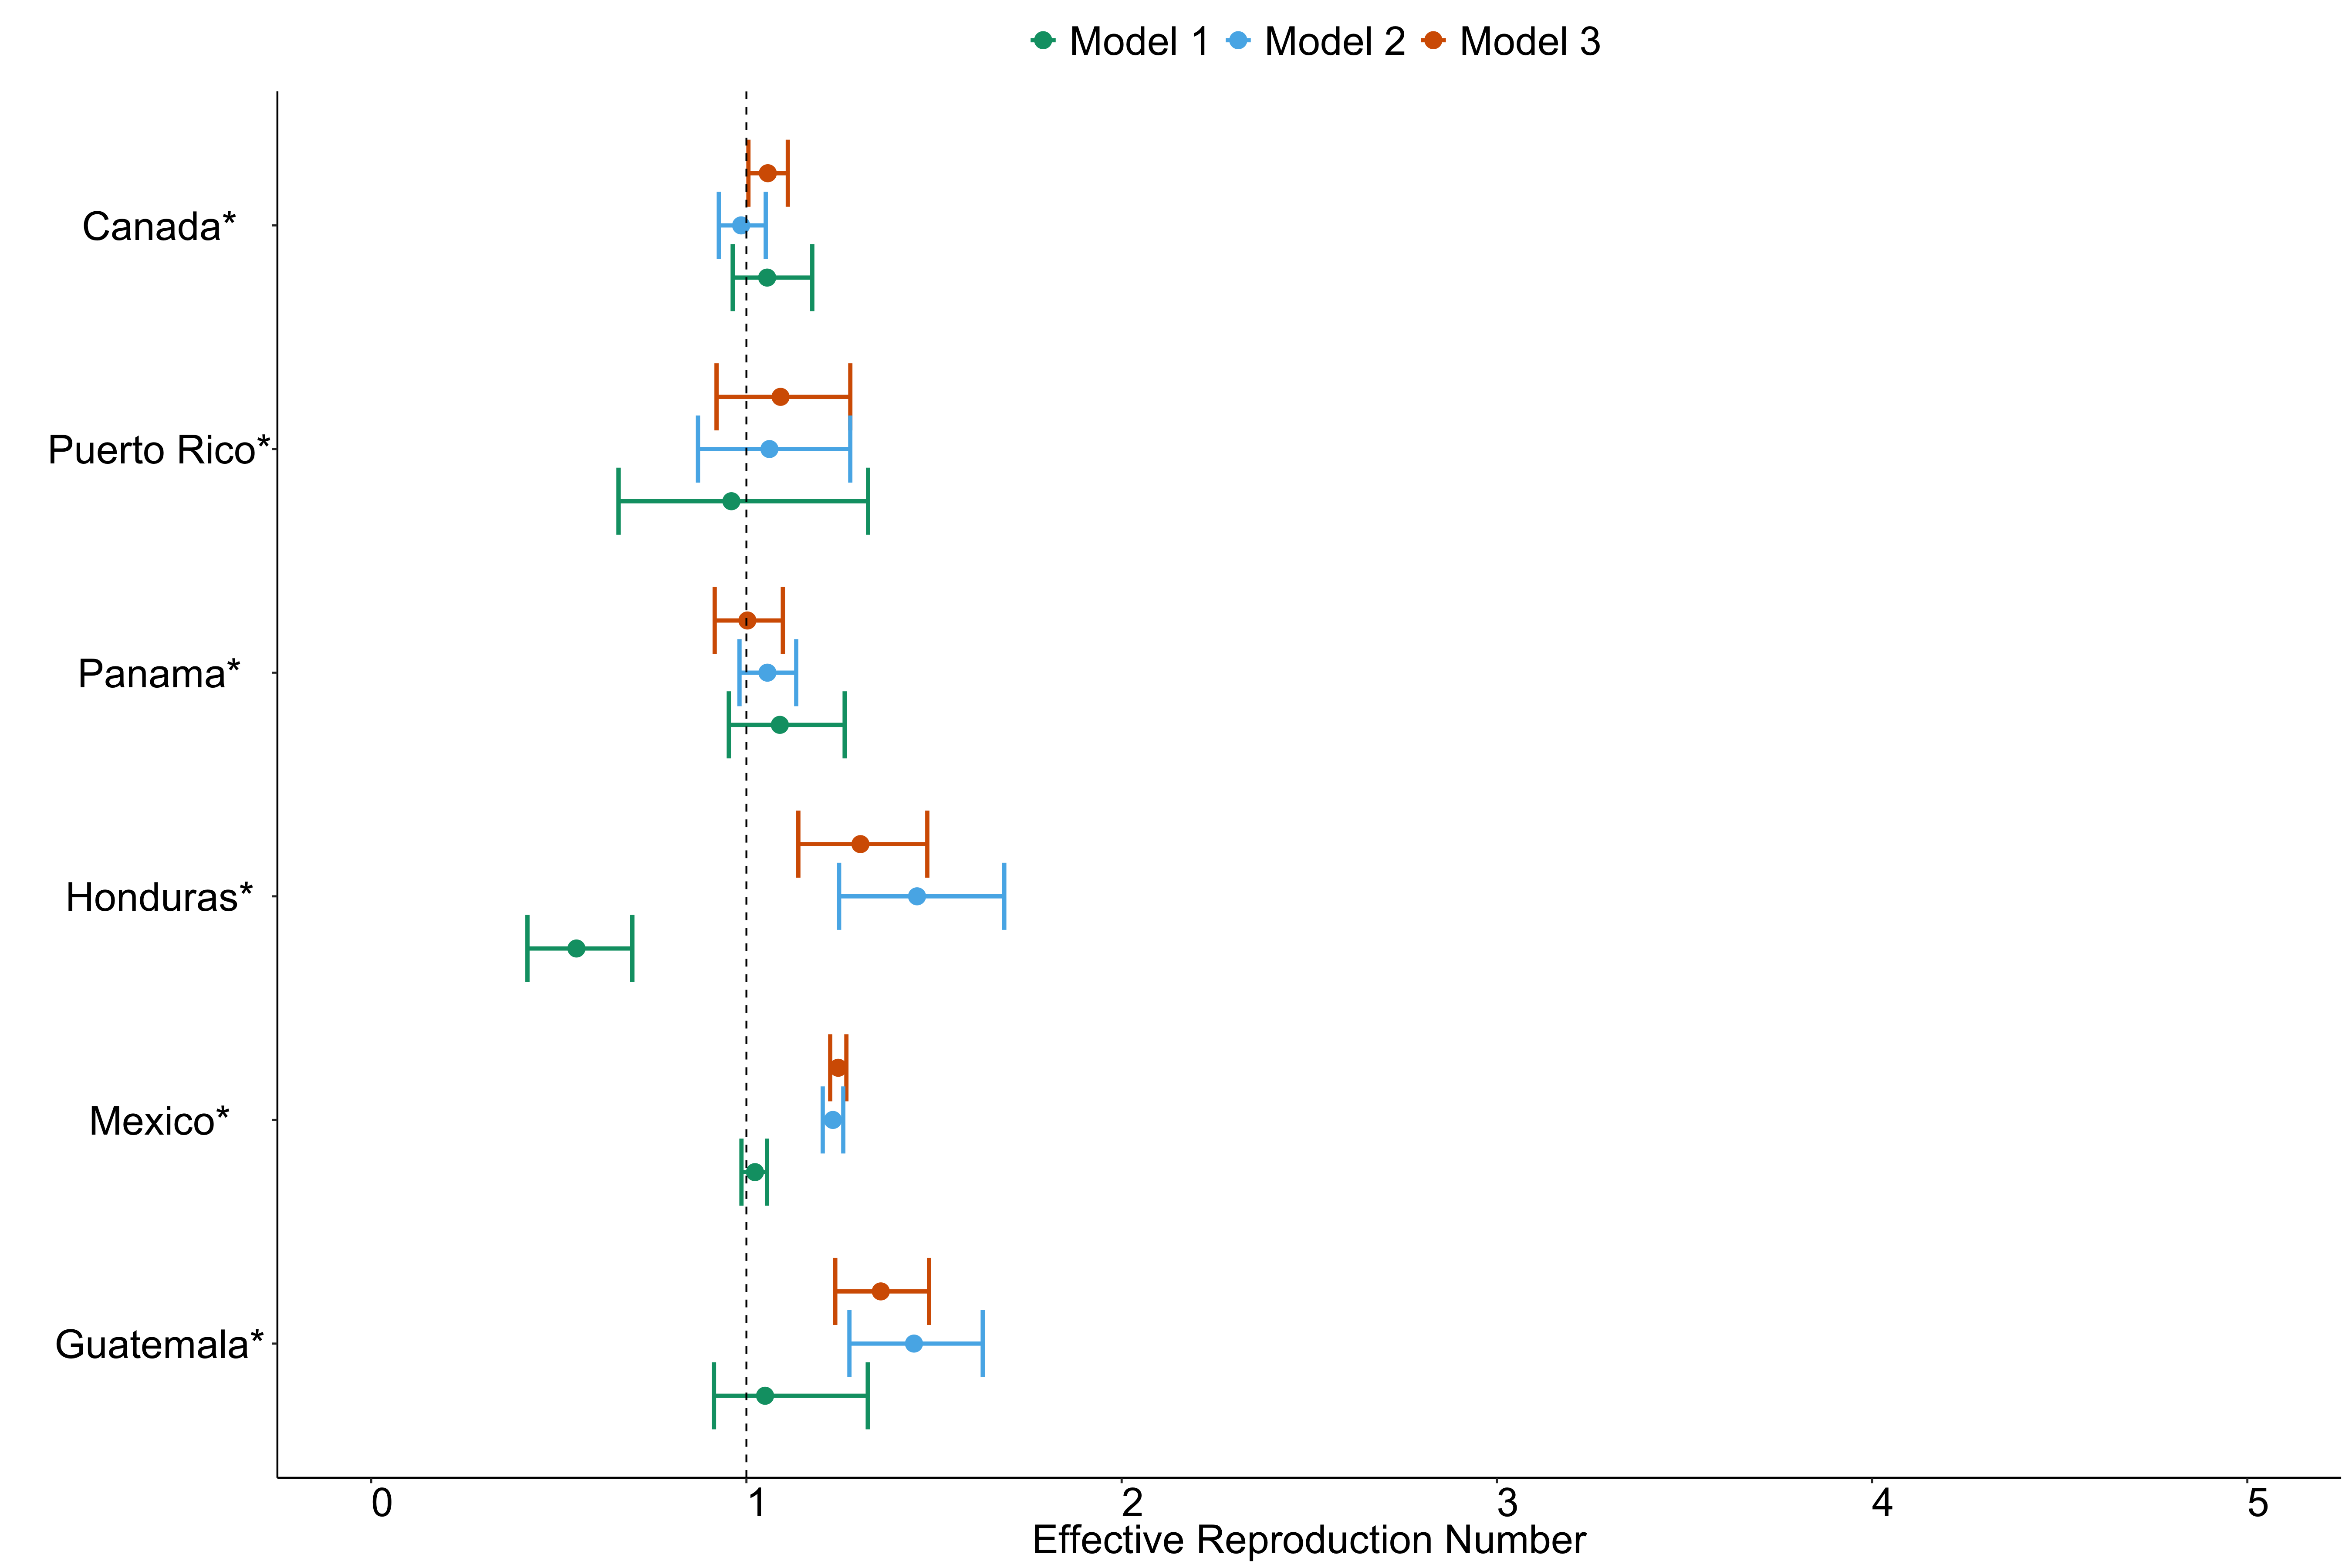 Model 1 Model 2 Model 3
Canada*
Puerto Rico*
Panama*
Honduras*
Mexico*
Guatemala*
0 1 2 3 4 5
Effective Reproduction Number